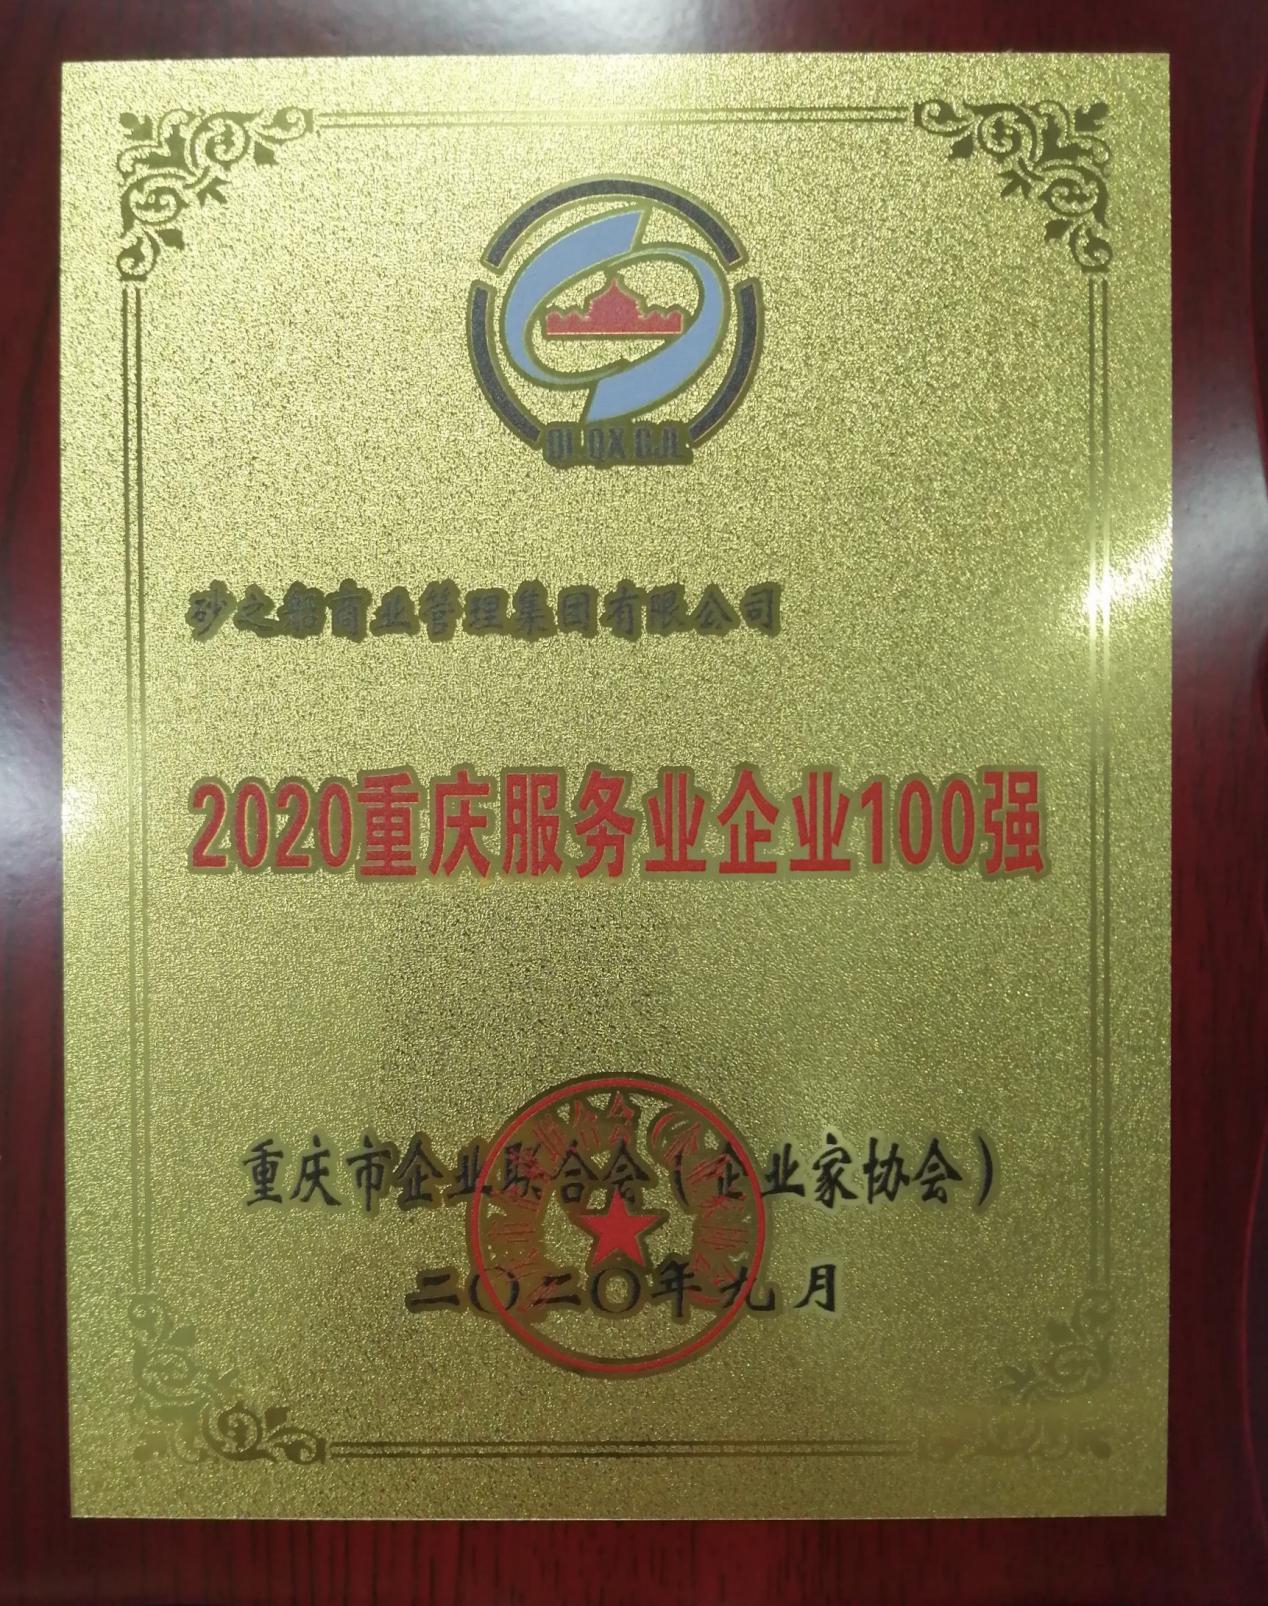 砂之船商业管理集团有限公司
2020重庆服务业企业100强
重庆市企业联合会（企业家协会）
二〇二〇年九月